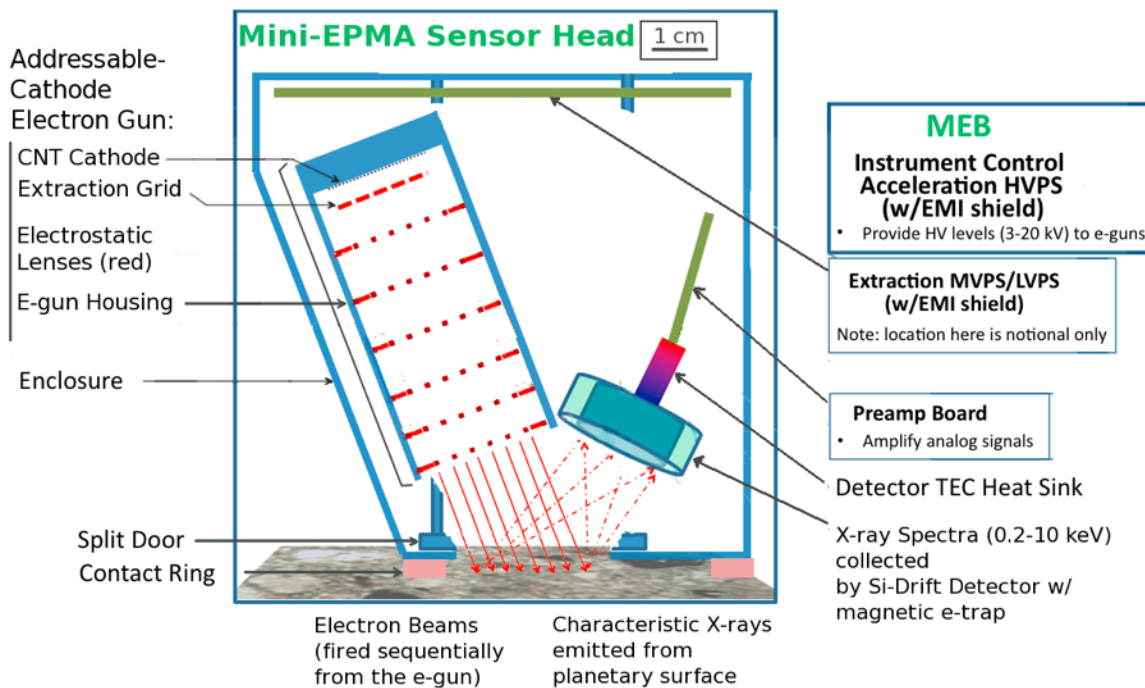 Mini-EPMA Sensor Head
1 cm
Addressable-
Cathode
Electron Gun:
CNT Cathode
Extraction Grid
Electrostatic
Lenses (red)
E-gun Housing
Enclosure
Split Door
Contact Ring
Electron Beams
(fired sequentially
from the e-gun)
Characteristic X-rays
emitted from
planetary surface
MEB
Instrument Control
Acceleration HVPS
(w/EMI shield)
• Provide HV levels (3-20 kV) to e-guns
Extraction MVPS/LVPS
(w/EMI shield)
Note: location here is notional only
Preamp Board
• Amplify analog signals
Detector TEC Heat Sink
X-ray Spectra (0.2-10 keV)
collected
by Si-Drift Detector w/
magnetic e-trap